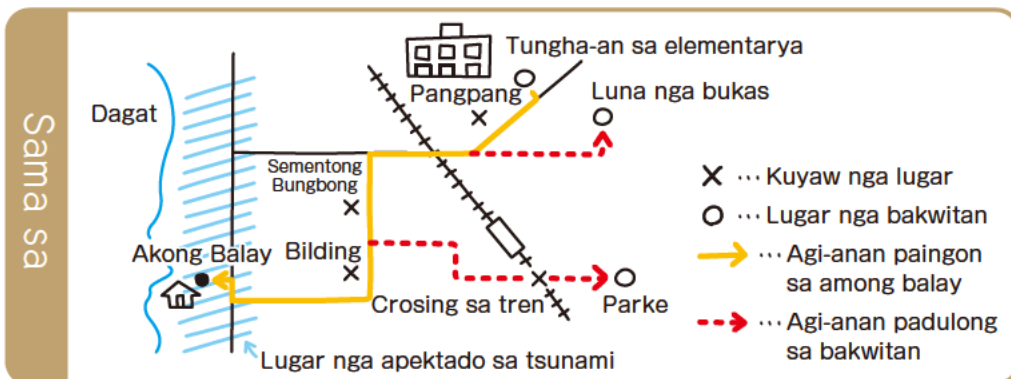 Sama sa
Tungha-an sa elementarya
Pangpang
Luna nga bukas
Dagat
Sementong
Bungbong
Kuyaw nga lugar
Lugar nga bakwitan
Akong Balay
Bilding
Agi-anan paingon
sa among balay
Crosing sa tren
Parke
Agi-anan padulong
sa bakwitan
Lugar nga apektado sa tsunami